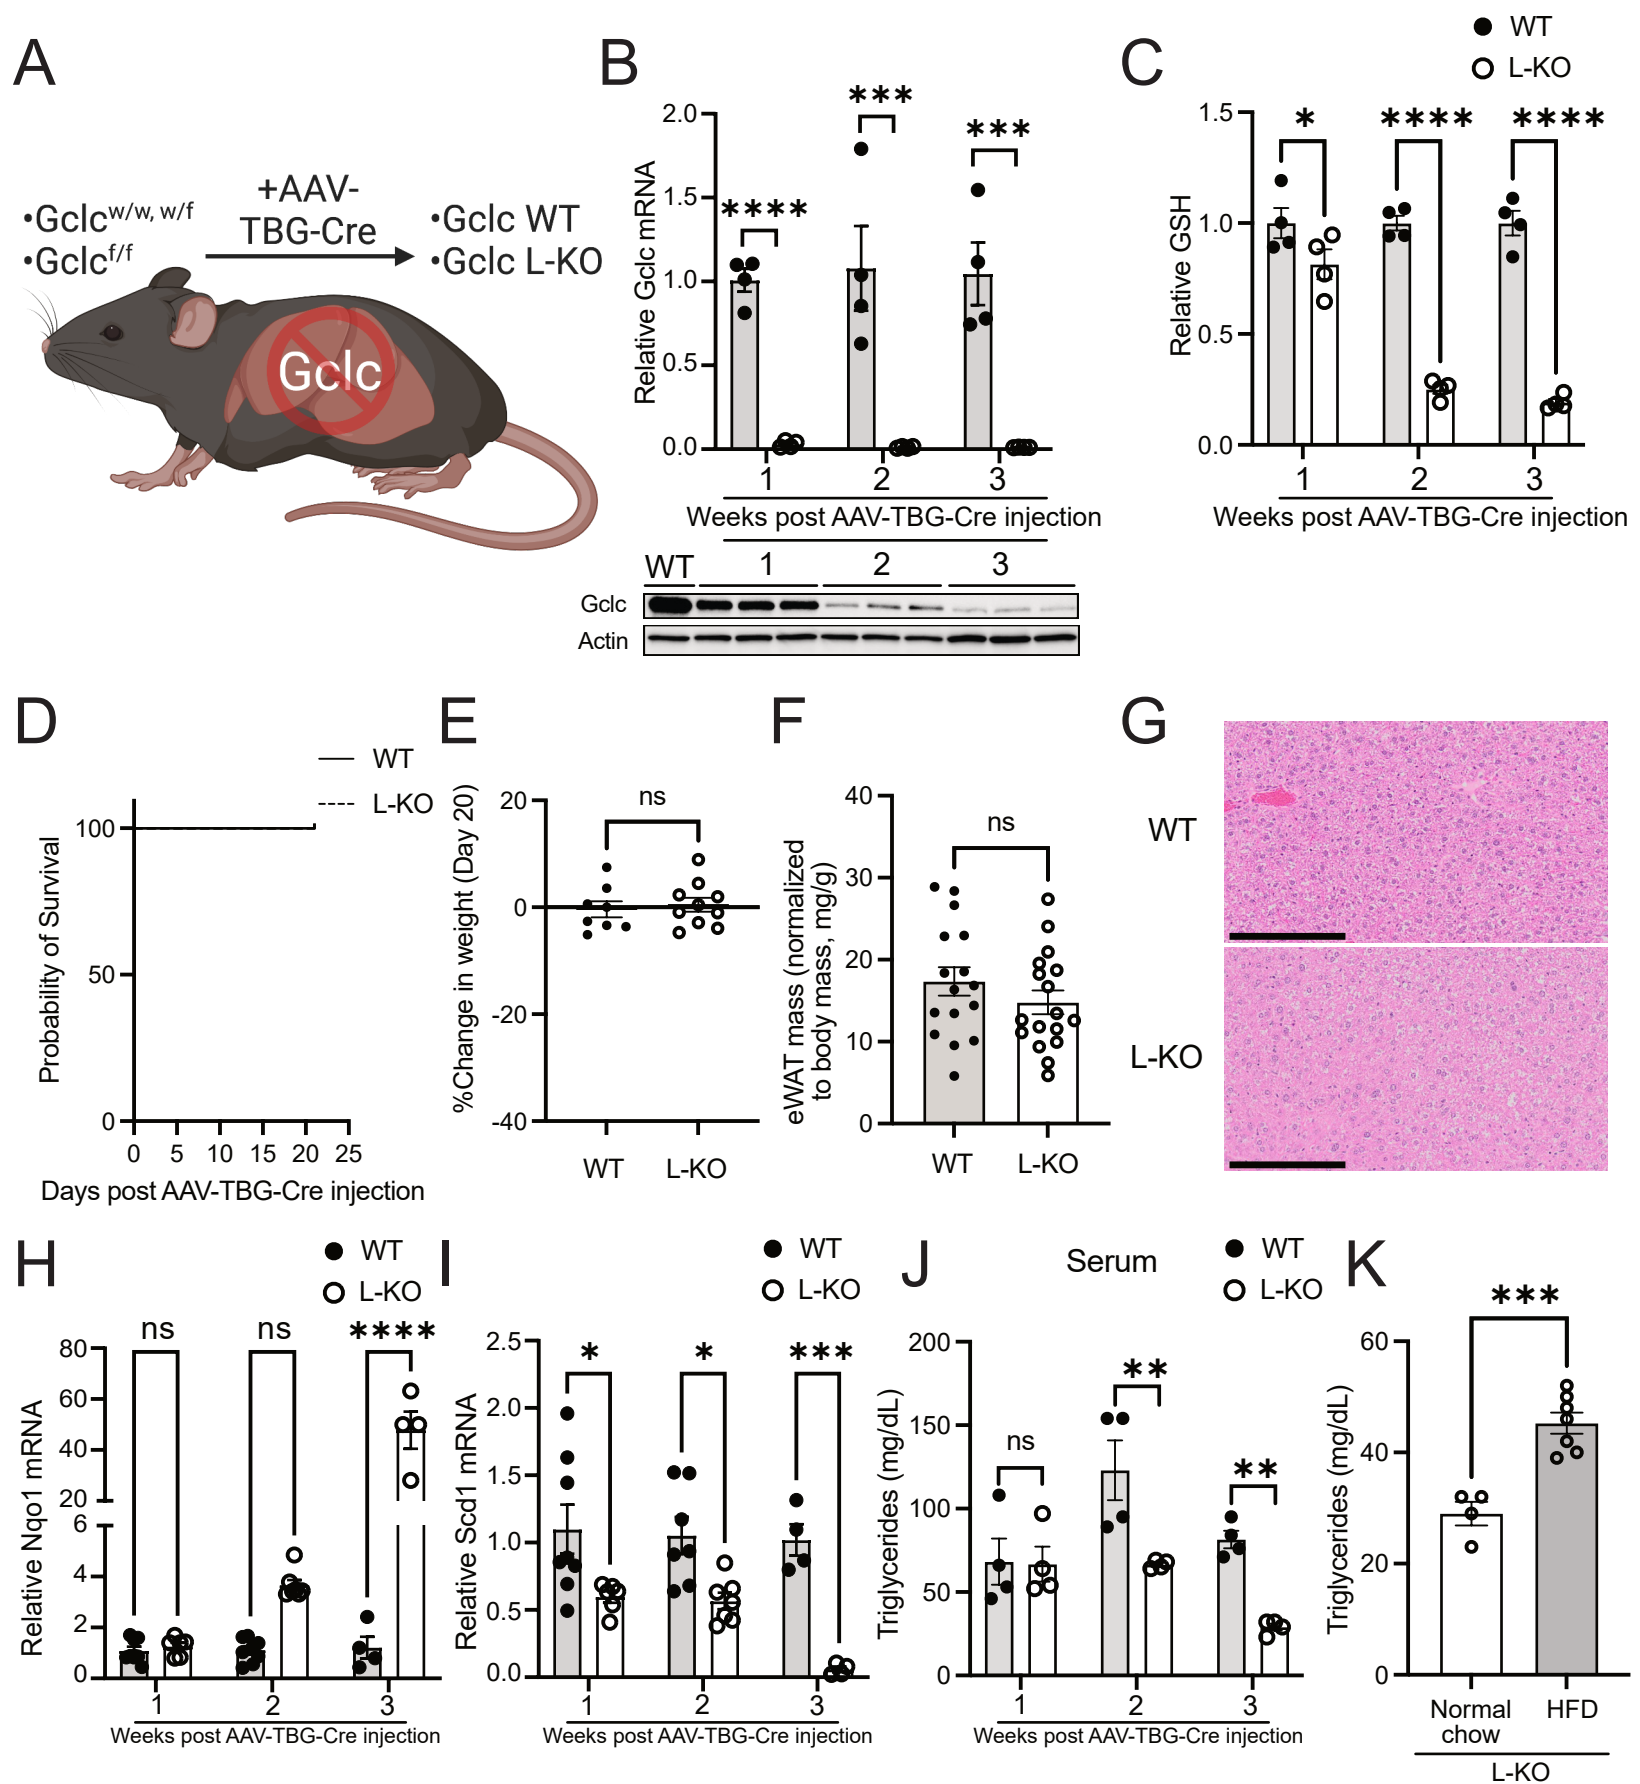 A
•Gclcw/w, w/f
•Gclcf/f
+AAV-
TBG-Cre
•Gclc WT
•Gclc L-KO
Gclc
B
Relative Gclc mRNA
2.0
1.5
1.0
0.5
0.0
****
***
***
1 2 3
Weeks post AAV-TBG-Cre injection
WT 1 2 3
Gclc
Actin
C
WT
L-KO
Relative GSH
1.5
1.0
0.5
0.0
*
****
****
1 2 3
Weeks post AAV-TBG-Cre injection
D
WT
L-KO
Probability of Survival
100
50
0
0 5 10 15 20 25
Days post AAV-TBG-Cre injection
E
%Change in weight (Day 20)
20
0
-20
-40
ns
WT L-KO
F
eWAT mass (normalized
to body mass, mg/g)
40
30
20
10
0
ns
WT L-KO
G
WT
L-KO
H
WT
L-KO
Relative Nqo1 mRNA
80
60
40
20
6
4
2
0
ns
ns
****
1 2 3
Weeks post AAV-TBG-Cre injection
I
WT
L-KO
Relative Scd1 mRNA
2.5
2.0
1.5
1.0
0.5
0.0
*
*
***
1 2 3
Weeks post AAV-TBG-Cre injection
J
Serum
WT
L-KO
Triglycerides (mg/dL)
200
150
100
50
0
ns
**
**
1 2 3
Weeks post AAV-TBG-Cre injection
K
Triglycerides (mg/dL)
60
40
20
0
***
Normal
chow
HFD
L-KO